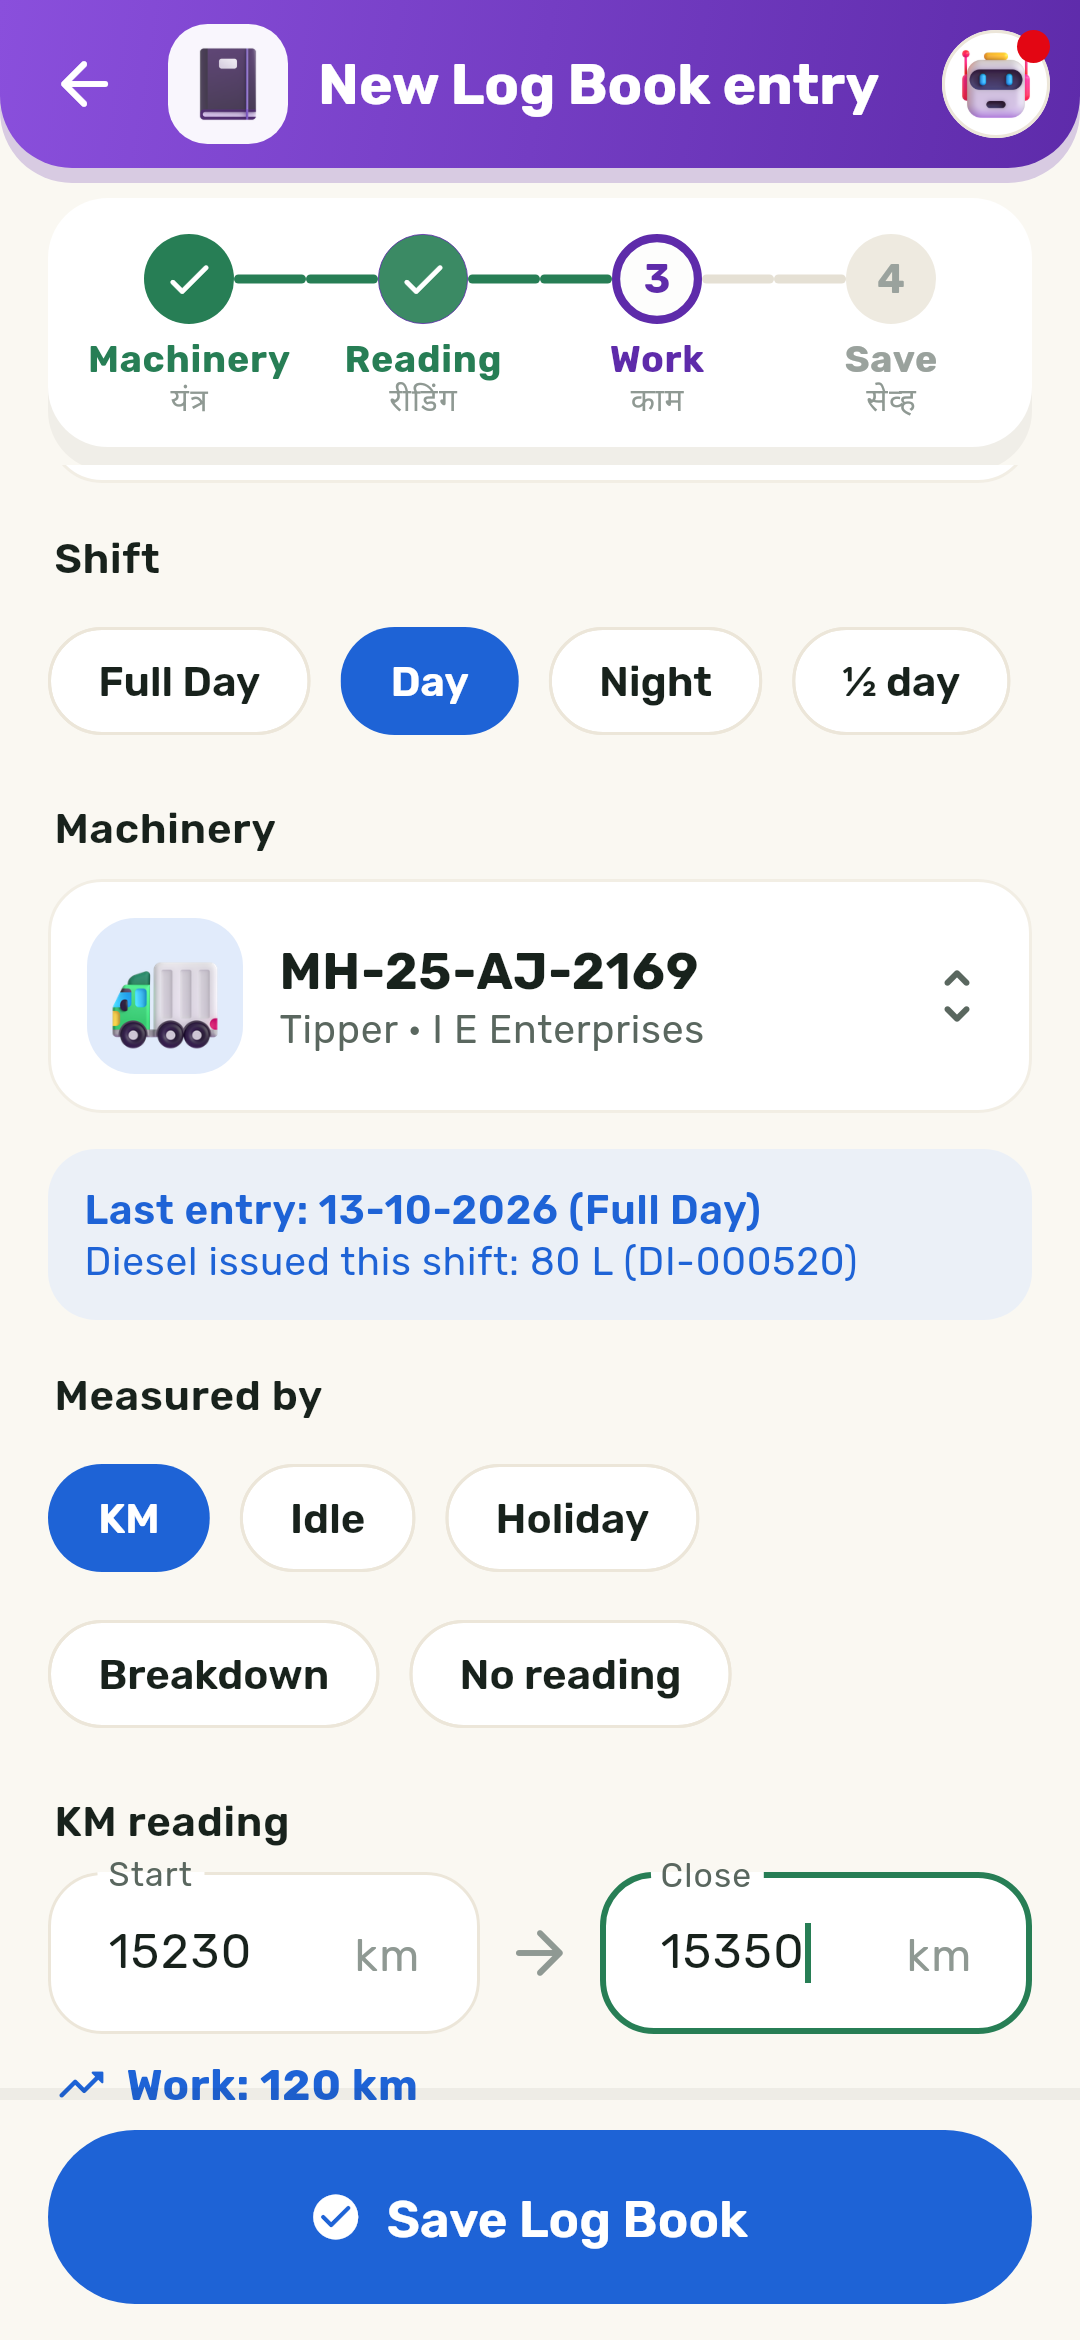 New Log Book entry
3
4
Machinery
Reading
Work
Save
यंत्र
रीडिंग
काम
सेव्ह
Shift
Full Day
Day
Night
½ day
Machinery
MH-25-AJ-2169
Tipper • I E Enterprises
Last entry: 13-10-2026 (Full Day)
Diesel issued this shift: 80 L (DI-000520)
Measured by
KM
Idle
Holiday
Breakdown
No reading
KM reading
Start
Close
15230 km
15350 km
Work: 120 km
Save Log Book